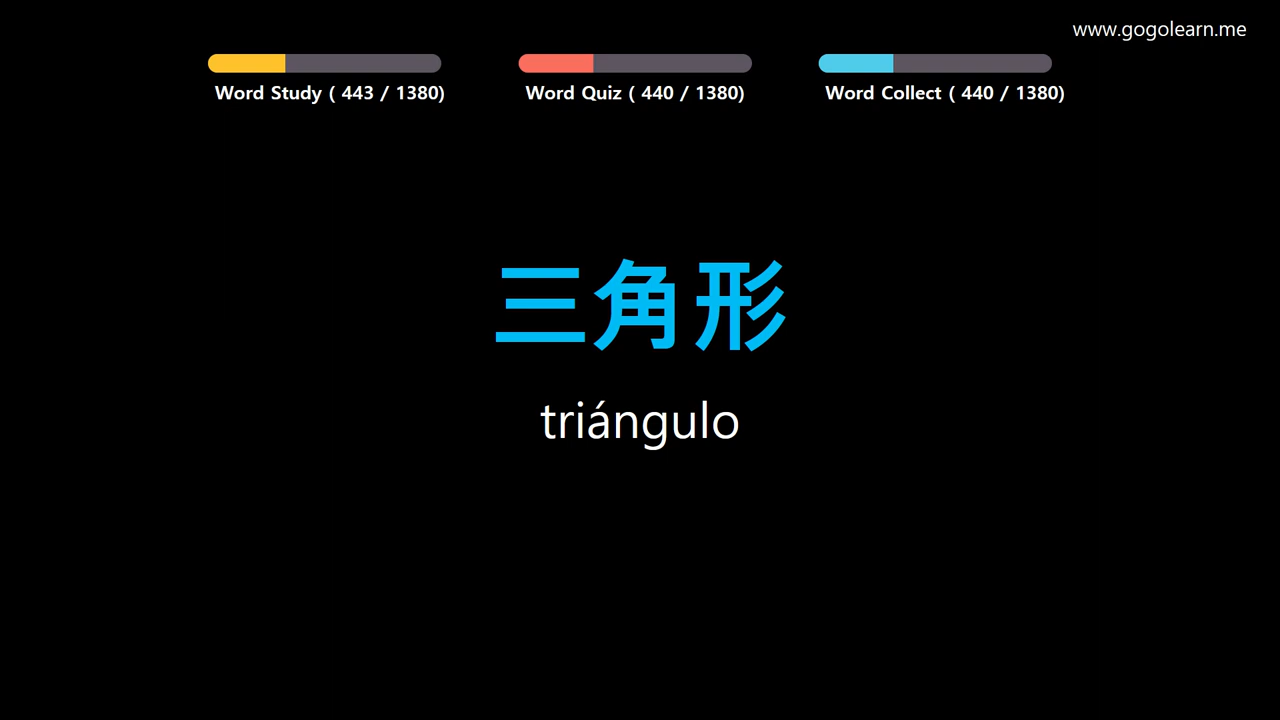 www.gogolearn.me
Word Study ( 443 / 1380)
Word Quiz ( 440 / 1380)
Word Collect ( 440 / 1380)
三角形
triángulo